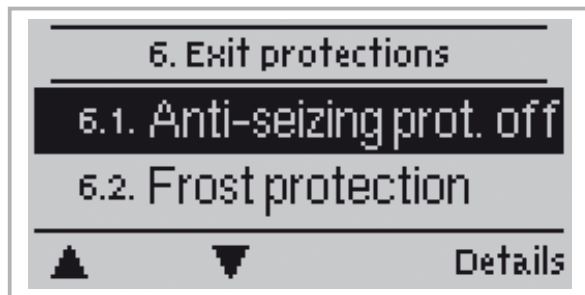 6. Exit protections
6.1. Anti-seizing prot. off
6.2. Frost protection
Details